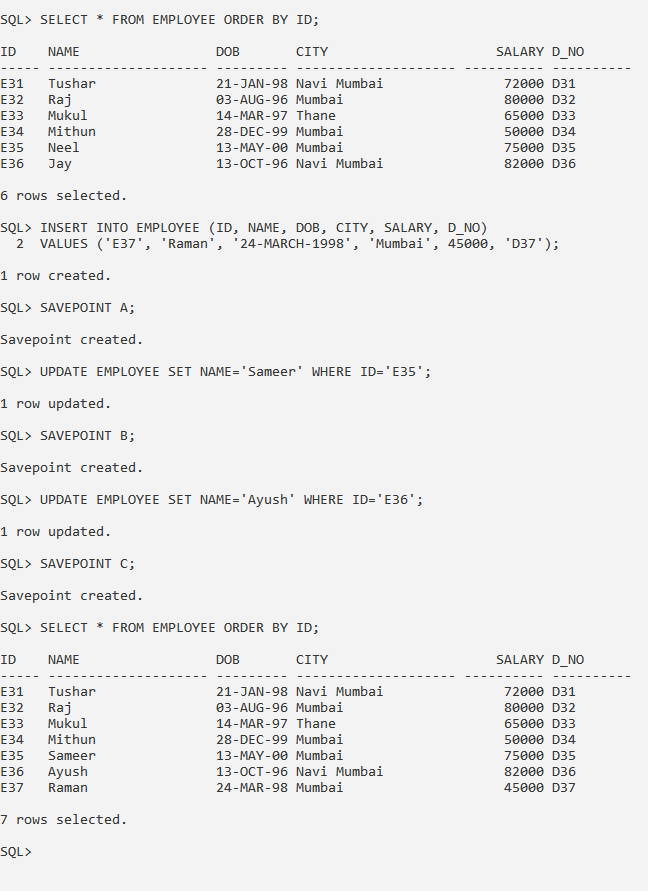 SQL> SELECT * FROM EMPLOYEE ORDER BY ID;
ID    NAME                 DOB       CITY                     SALARY D_NO
----- -------------------- --------- -------------------- ---------- ----------
E31   Tushar               21-JAN-98 Navi Mumbai               72000 D31
E32   Raj                  03-AUG-96 Mumbai                    80000 D32
E33   Mukul                14-MAR-97 Thane                     65000 D33
E34   Mithun               28-DEC-99 Mumbai                    50000 D34
E35   Neel                 13-MAY-00 Mumbai                    75000 D35
E36   Jay                  13-OCT-96 Navi Mumbai               82000 D36
6 rows selected.
SQL> INSERT INTO EMPLOYEE (ID, NAME, DOB, CITY, SALARY, D_NO)
  2  VALUES ('E37', 'Raman', '24-MARCH-1998', 'Mumbai', 45000, 'D37');
1 row created.
SQL> SAVEPOINT A;
Savepoint created.
SQL> UPDATE EMPLOYEE SET NAME='Sameer' WHERE ID='E35';
1 row updated.
SQL> SAVEPOINT B;
Savepoint created.
SQL> UPDATE EMPLOYEE SET NAME='Ayush' WHERE ID='E36';
1 row updated.
SQL> SAVEPOINT C;
Savepoint created.
SQL> SELECT * FROM EMPLOYEE ORDER BY ID;
ID    NAME                 DOB       CITY                     SALARY D_NO
----- -------------------- --------- -------------------- ---------- ----------
E31   Tushar               21-JAN-98 Navi Mumbai               72000 D31
E32   Raj                  03-AUG-96 Mumbai                    80000 D32
E33   Mukul                14-MAR-97 Thane                     65000 D33
E34   Mithun               28-DEC-99 Mumbai                    50000 D34
E35   Sameer               13-MAY-00 Mumbai                    75000 D35
E36   Ayush                13-OCT-96 Navi Mumbai               82000 D36
E37   Raman                24-MAR-98 Mumbai                    45000 D37
7 rows selected.
SQL>